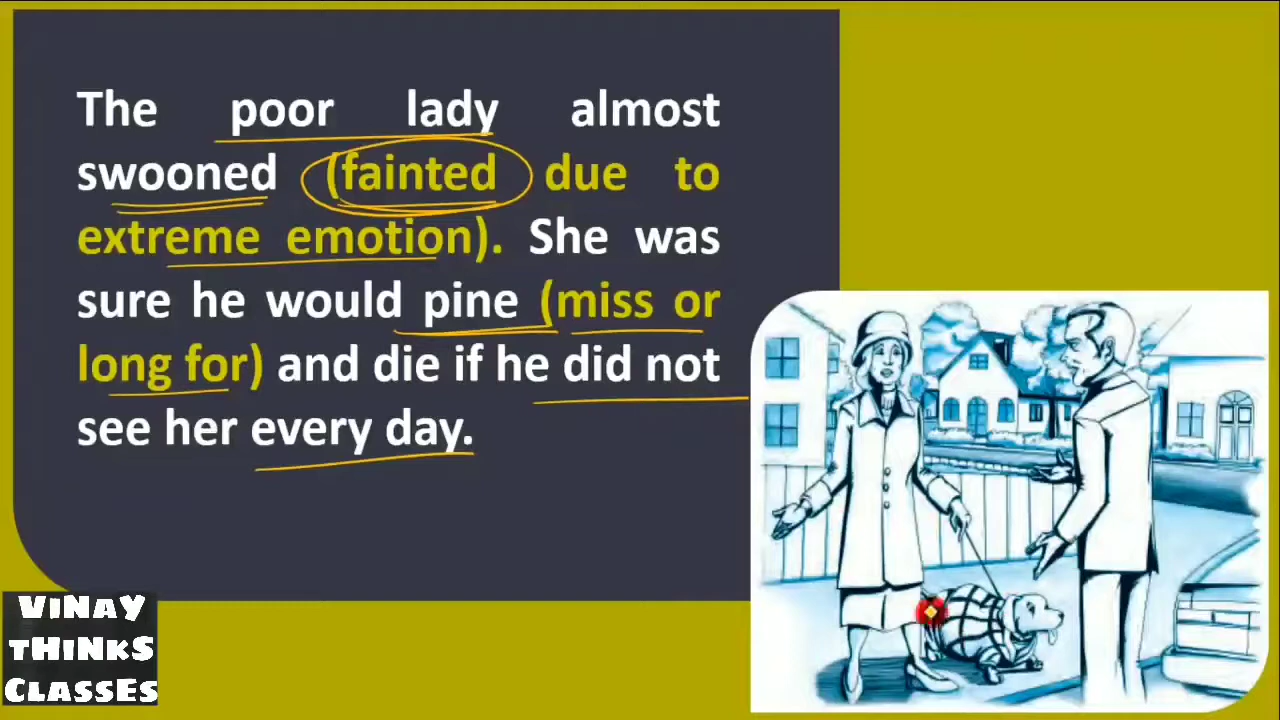 The poor lady almost
swooned (fainted due to
extreme emotion). She was
sure he would pine (miss or
long for) and die if he did not
see her every day.
ViNAY
THINKS
CLASSES